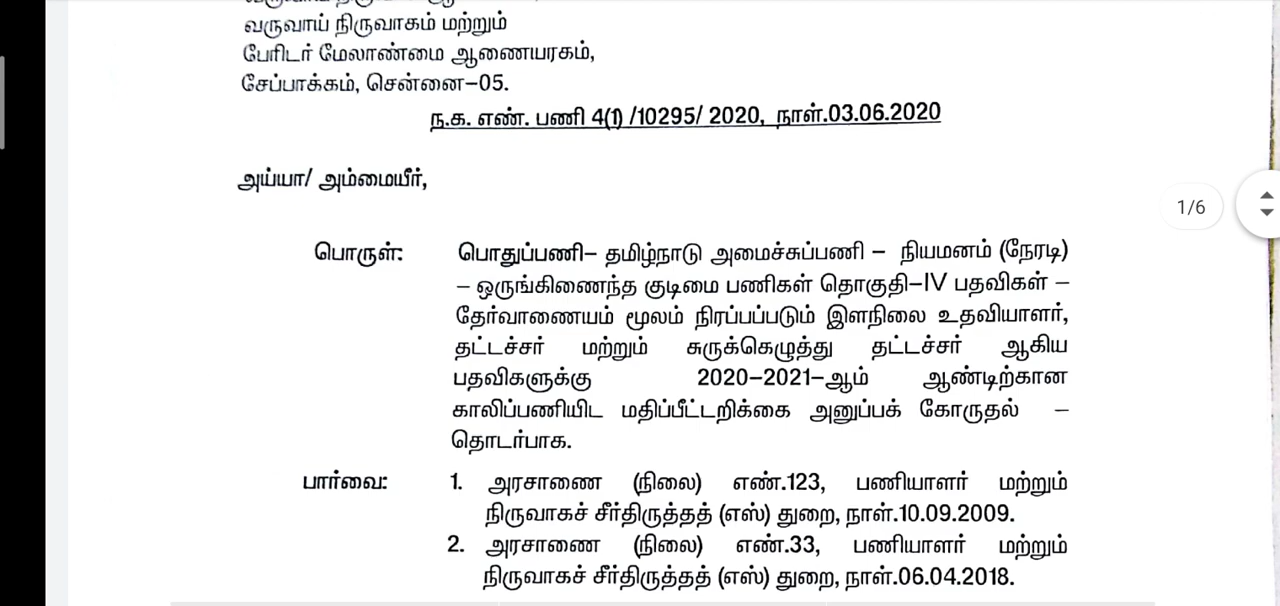 வருவாய் நிருவாகம் மற்றும்
பேரிடர் மேலாண்மை ஆணையரகம்,
சேப்பாக்கம், சென்னை-05.
ந.க. எண். பணி 4(1) /10295/ 2020, நாள்.03.06.2020
அய்யா/ அம்மையீர்,
1/6
பொருள்: பொதுப்பணி– தமிழ்நாடு அமைச்சுப்பணி – நியமனம் (நேரடி)
– ஒருங்கிணைந்த குடிமை பணிகள் தொகுதி–IV பதவிகள் –
தேர்வாணையம் மூலம் நிரப்பப்படும் இளநிலை உதவியாளர்,
தட்டச்சர் மற்றும் சுருக்கெழுத்து தட்டச்சர் ஆகிய
பதவிகளுக்கு 2020–2021–ஆம் ஆண்டிற்கான
காலிப்பணியிட மதிப்பீட்டறிக்கை அனுப்பக் கோருதல் –
தொடர்பாக.
பார்வை: 1. அரசாணை (நிலை) எண்.123, பணியாளர் மற்றும்
நிருவாகச் சீர்திருத்தத் (எஸ்) துறை, நாள்.10.09.2009.
2. அரசாணை (நிலை) எண்.33, பணியாளர் மற்றும்
நிருவாகச் சீர்திருத்தத் (எஸ்) துறை, நாள்.06.04.2018.